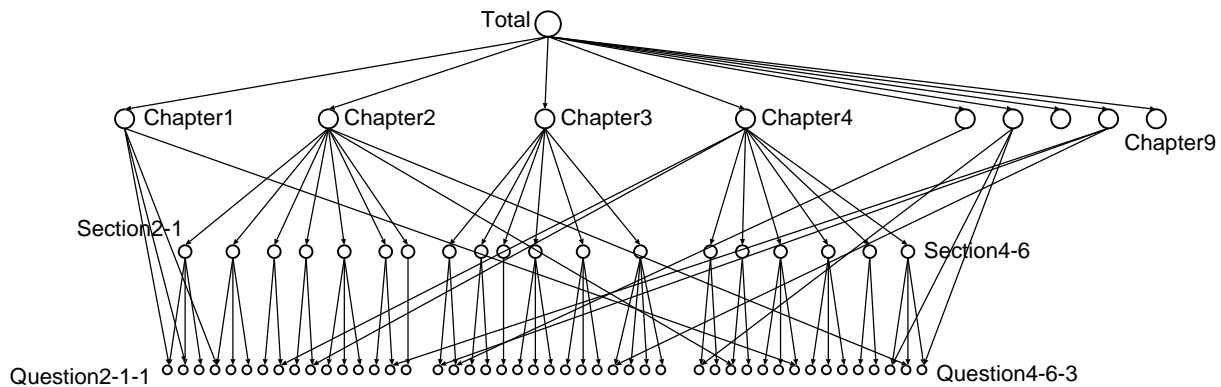 Total
Chapter1
Chapter2
Chapter3
Chapter4
Chapter9
Section2-1
Section4-6
Question2-1-1
Question4-6-3